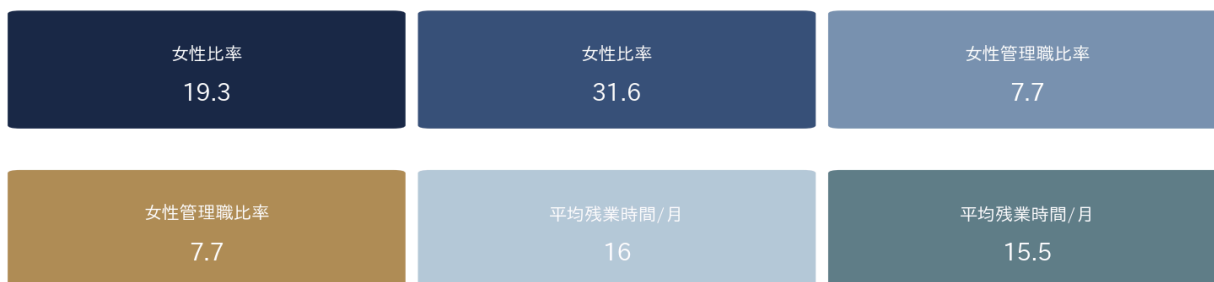 女性比率
19.3
女性比率
31.6
女性管理職比率
7.7
女性管理職比率
7.7
平均残業時間/月
16
平均残業時間/月
15.5